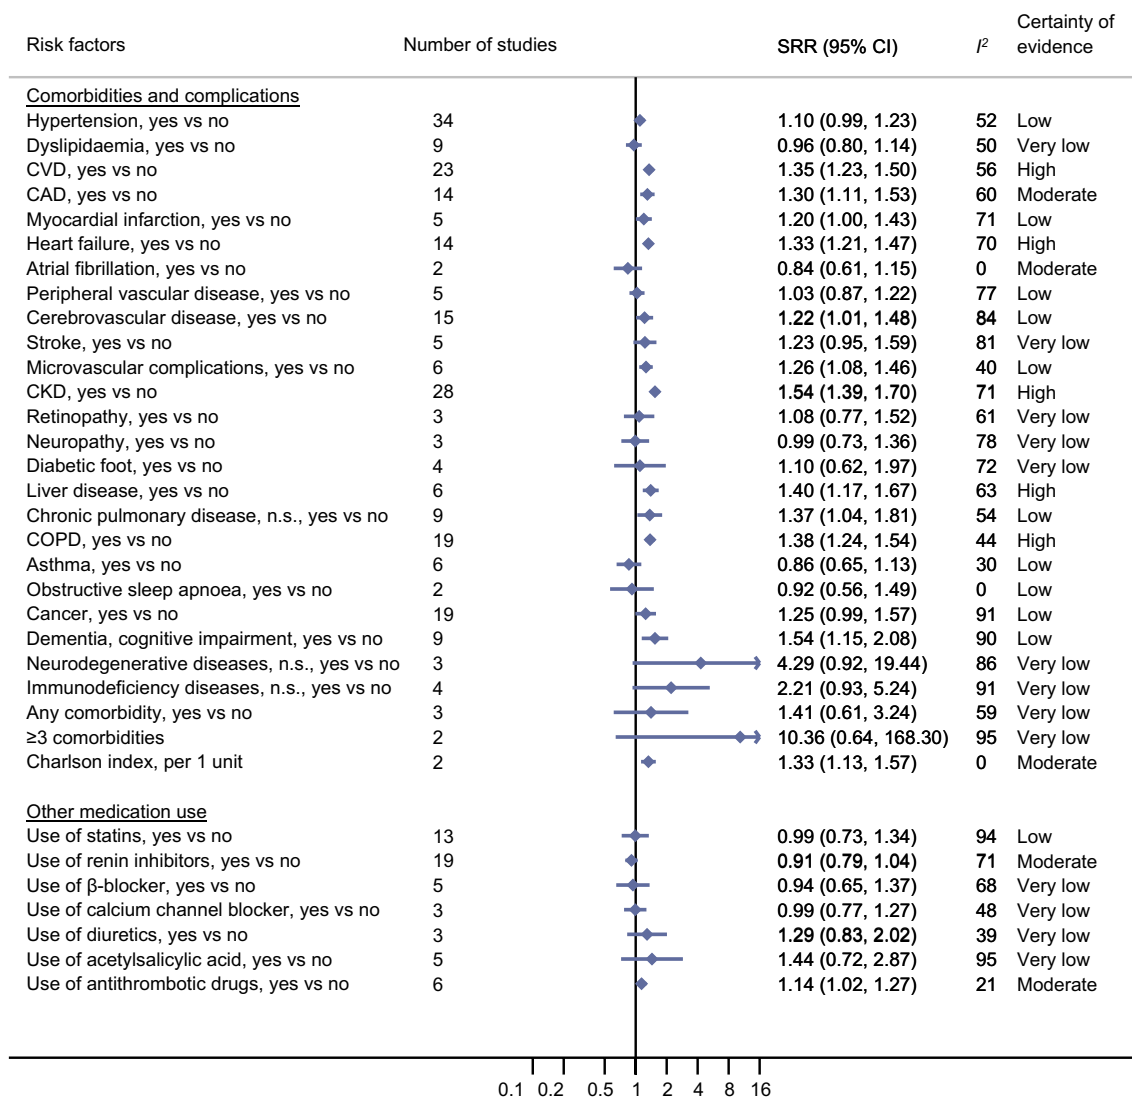 Risk factors Number of studies SRR (95% CI) I² Certainty of evidence
Comorbidities and complications
Hypertension, yes vs no 34 1.10 (0.99, 1.23) 52 Low
Dyslipidaemia, yes vs no 9 0.96 (0.80, 1.14) 50 Very low
CVD, yes vs no 23 1.35 (1.23, 1.50) 56 High
CAD, yes vs no 14 1.30 (1.11, 1.53) 60 Moderate
Myocardial infarction, yes vs no 5 1.20 (1.00, 1.43) 71 Low
Heart failure, yes vs no 14 1.33 (1.21, 1.47) 70 High
Atrial fibrillation, yes vs no 2 0.84 (0.61, 1.15) 0 Moderate
Peripheral vascular disease, yes vs no 5 1.03 (0.87, 1.22) 77 Low
Cerebrovascular disease, yes vs no 15 1.22 (1.01, 1.48) 84 Low
Stroke, yes vs no 5 1.23 (0.95, 1.59) 81 Very low
Microvascular complications, yes vs no 6 1.26 (1.08, 1.46) 40 Low
CKD, yes vs no 28 1.54 (1.39, 1.70) 71 High
Retinopathy, yes vs no 3 1.08 (0.77, 1.52) 61 Very low
Neuropathy, yes vs no 3 0.99 (0.73, 1.36) 78 Very low
Diabetic foot, yes vs no 4 1.10 (0.62, 1.97) 72 Very low
Liver disease, yes vs no 6 1.40 (1.17, 1.67) 63 High
Chronic pulmonary disease, n.s., yes vs no 9 1.37 (1.04, 1.81) 54 Low
COPD, yes vs no 19 1.38 (1.24, 1.54) 44 High
Asthma, yes vs no 6 0.86 (0.65, 1.13) 30 Low
Obstructive sleep apnoea, yes vs no 2 0.92 (0.56, 1.49) 0 Low
Cancer, yes vs no 19 1.25 (0.99, 1.57) 91 Low
Dementia, cognitive impairment, yes vs no 9 1.54 (1.15, 2.08) 90 Low
Neurodegenerative diseases, n.s., yes vs no 3 4.29 (0.92, 19.44) 86 Very low
Immunodeficiency diseases, n.s., yes vs no 4 2.21 (0.93, 5.24) 91 Very low
Any comorbidity, yes vs no 3 1.41 (0.61, 3.24) 59 Very low
≥3 comorbidities 2 10.36 (0.64, 168.30) 95 Very low
Charlson index, per 1 unit 2 1.33 (1.13, 1.57) 0 Moderate
Other medication use
Use of statins, yes vs no 13 0.99 (0.73, 1.34) 94 Low
Use of renin inhibitors, yes vs no 19 0.91 (0.79, 1.04) 71 Moderate
Use of β-blocker, yes vs no 5 0.94 (0.65, 1.37) 68 Very low
Use of calcium channel blocker, yes vs no 3 0.99 (0.77, 1.27) 48 Very low
Use of diuretics, yes vs no 3 1.29 (0.83, 2.02) 39 Very low
Use of acetylsalicylic acid, yes vs no 5 1.44 (0.72, 2.87) 95 Very low
Use of antithrombotic drugs, yes vs no 6 1.14 (1.02, 1.27) 21 Moderate
0.1 0.2 0.5 1 2 4 8 16